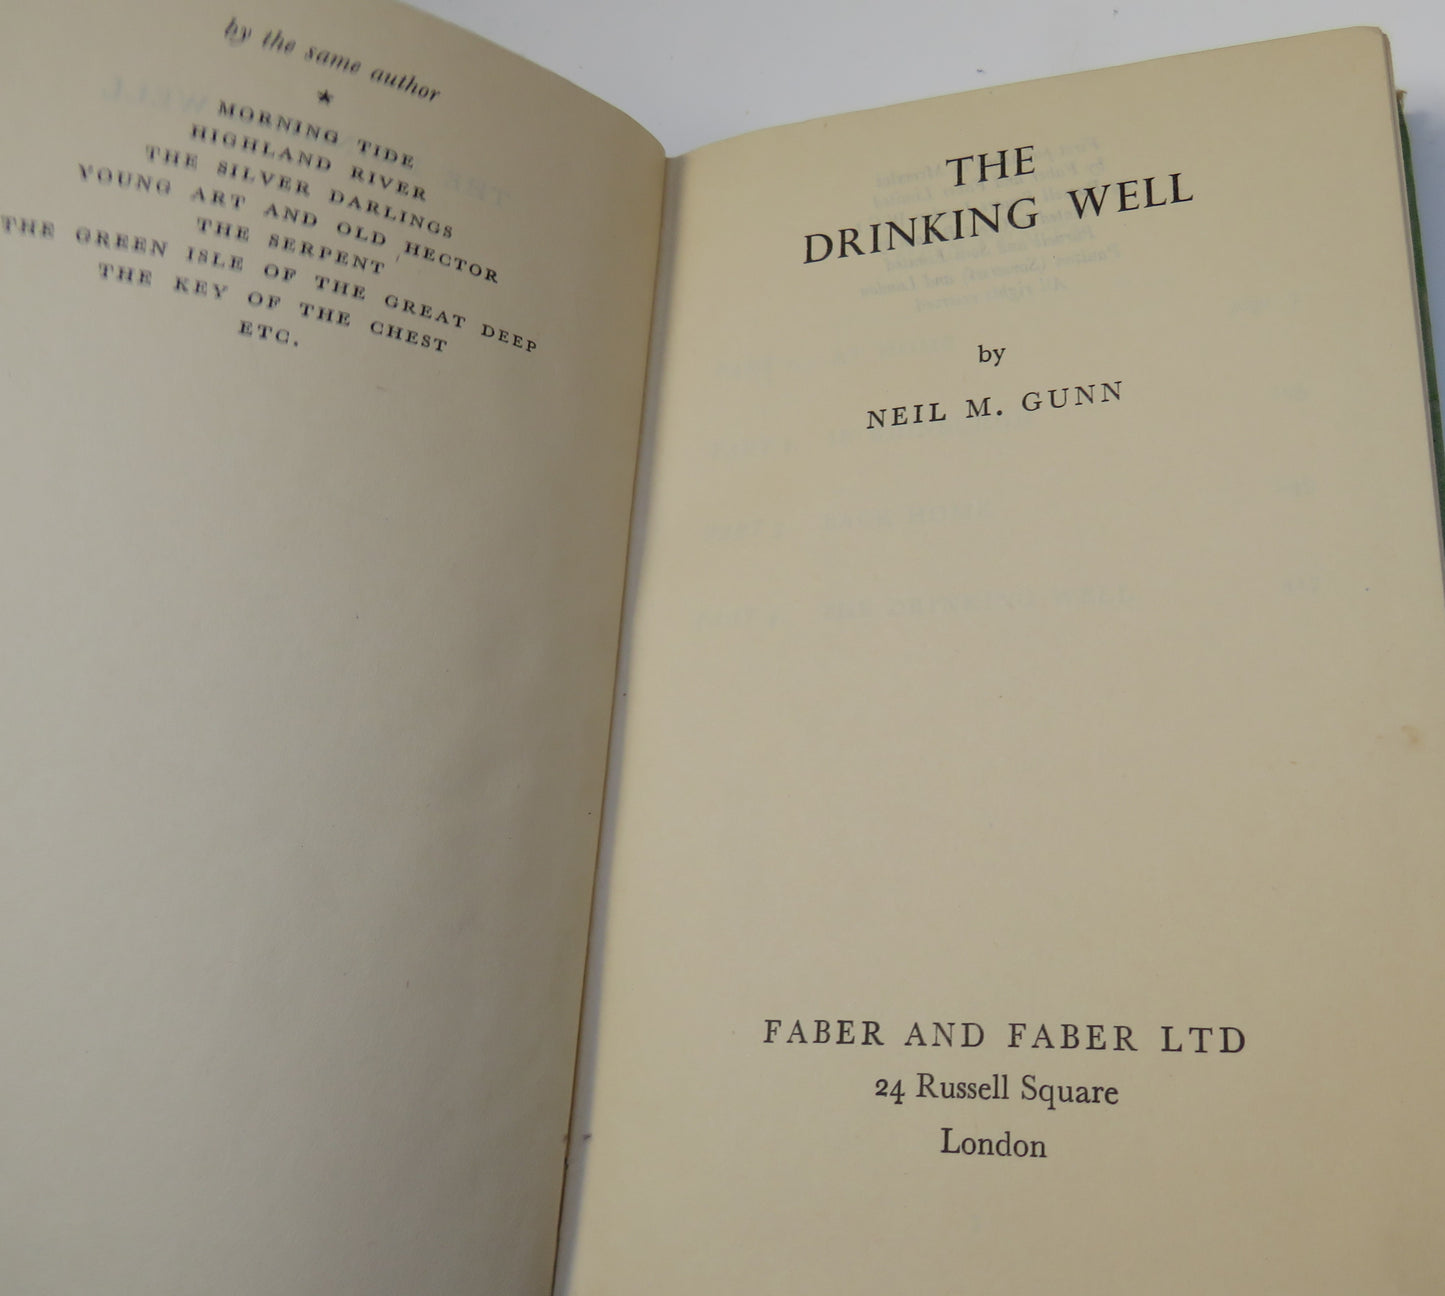 by the same author
★
MORNING TIDE
HIGHLAND RIVER
THE SILVER DARLINGS
YOUNG ART AND OLD HECTOR
THE SERPENT
THE GREEN ISLE OF THE GREAT DEEP
THE KEY OF THE CHEST
ETC.
THE
DRINKING WELL
by
NEIL M. GUNN
FABER AND FABER LTD
24 Russell Square
London